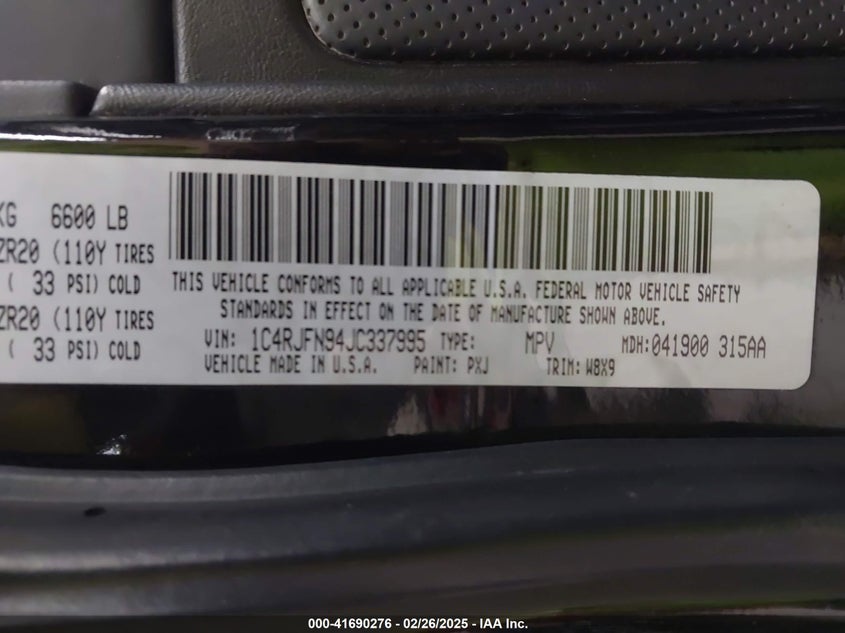 KG 6600 LB
ZR20 (110Y TIRES
( 33 PSI) COLD
ZR20 (110Y TIRES
( 33 PSI) COLD
THIS VEHICLE CONFORMS TO ALL APPLICABLE U.S.A. FEDERAL MOTOR VEHICLE SAFETY
STANDARDS IN EFFECT ON THE DATE OF MANUFACTURE SHOWN ABOVE.
VIN: 1C4RJFN94JC337995 TYPE: MPV MDH:041900 315AA
VEHICLE MADE IN U.S.A. PAINT: PXJ TRIM: W8X9
000-41690276 - 02/26/2025 - IAA Inc.